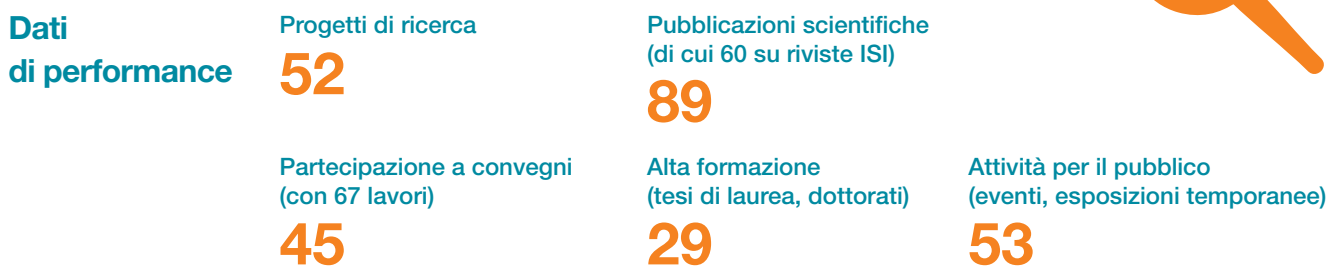 Dati
di performance
Progetti di ricerca
52
Pubblicazioni scientifiche
(di cui 60 su riviste ISI)
89
Partecipazione a convegni
(con 67 lavori)
45
Alta formazione
(tesi di laurea, dottorati)
29
Attività per il pubblico
(eventi, esposizioni temporanee)
53